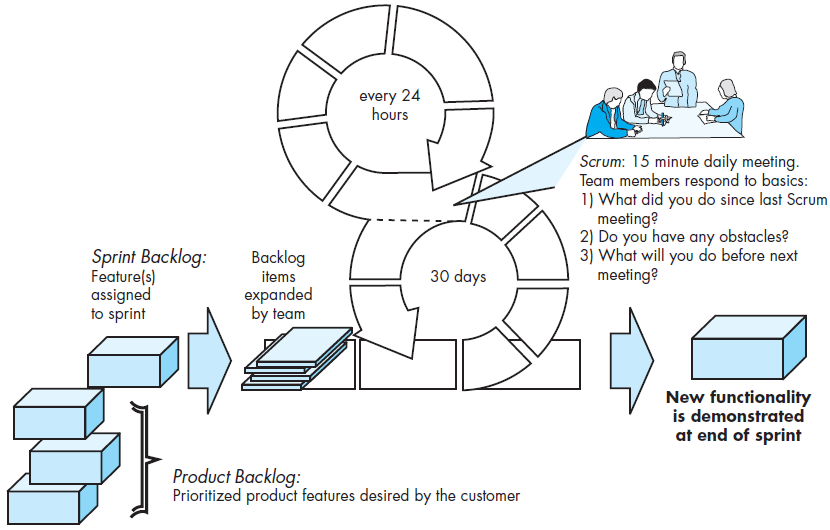 every 24
hours
Scrum: 15 minute daily meeting.
Team members respond to basics:
1) What did you do since last Scrum
meeting?
2) Do you have any obstacles?
3) What will you do before next
meeting?
Sprint Backlog:
Feature(s)
assigned
to sprint
Backlog
items
expanded
by team
30 days
New functionality
is demonstrated
at end of sprint
Product Backlog:
Prioritized product features desired by the customer